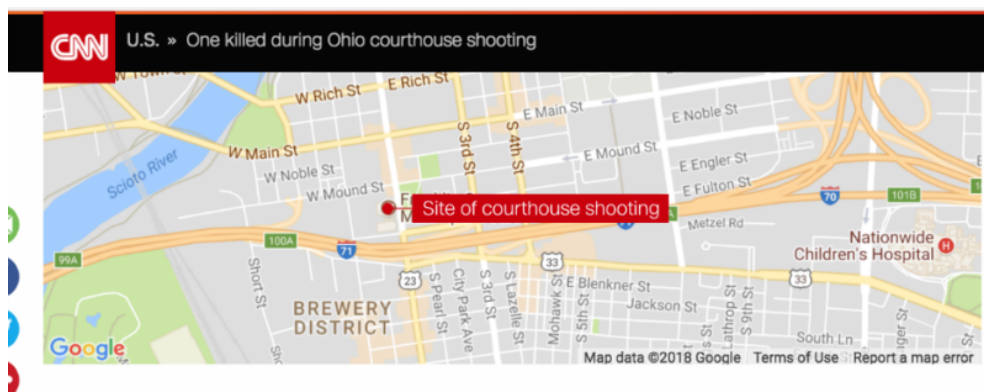 CNN
U.S. » One killed during Ohio courthouse shooting
W Rich St
E Rich St
E Main St
E Noble St
S 3rd St
S 4th St
W Main St
E Mound St
E Engler St
Scioto River
W Noble St
W Mound St
E Fulton St
70
101B
Site of courthouse shooting
Metzel Rd
Nationwide
Children's Hospital
H
100A
71
99A
33
33
23
Short St
S Pearl St
City Park Ave
S 3rd St
S Lazelle St
Mohawk St
S 5th St
E Blenkner St
Jackson St
Lathrop St
S 9th St
BREWERY
DISTRICT
South Ln
Google
Map data ©2018 Google Terms of Use Report a map error